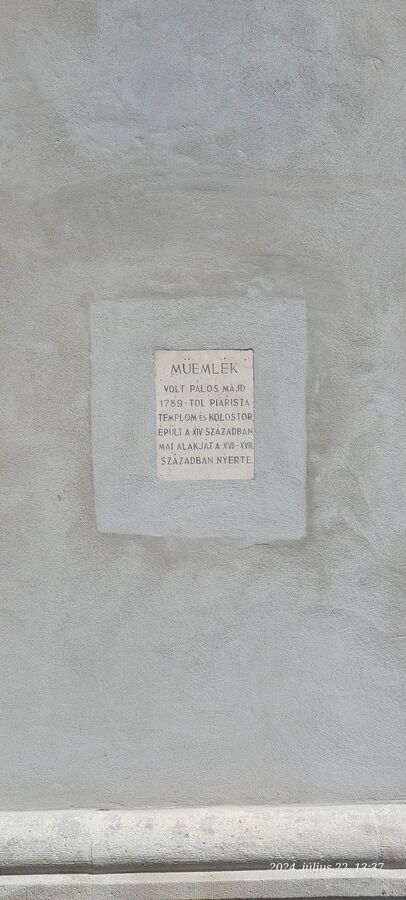 MŰEMLÉK
VOLT PÁLOS MAJD
1789-TŐL PIARISTA
TEMPLOM ÉS KOLOSTOR
ÉPÜLT A XIV SZÁZADBAN
MAI ALAKJÁT A XVII-XVIII.
SZÁZADBAN NYERTE
2024. július 22. 13:37